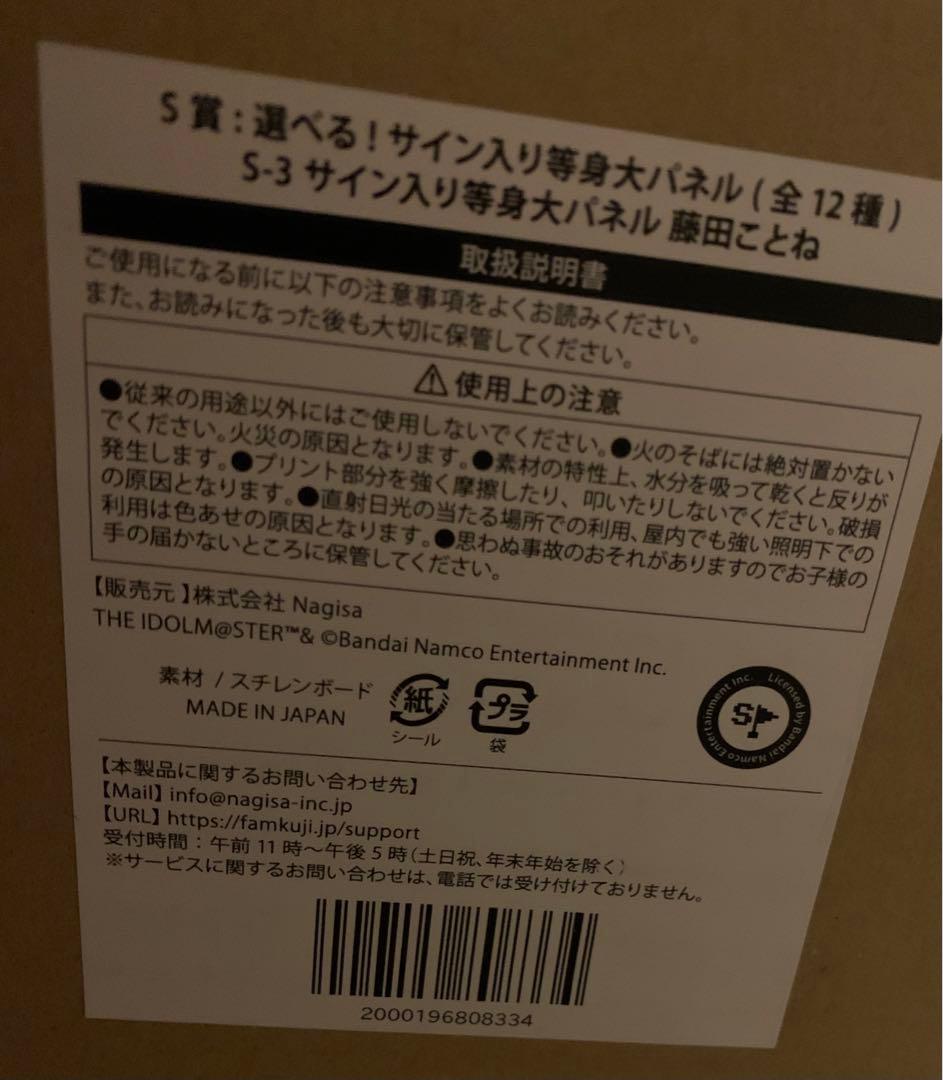 S賞：選べる！サイン入り等身大パネル(全12種)
S-3 サイン入り等身大パネル 藤田ことね
取扱説明書
ご使用になる前に以下の注意事項をよくお読みください。
また、お読みになった後も大切に保管してください。
⚠使用上の注意
●従来の用途以外にはご使用しないでください。●火のそばには絶対置かない
でください。火災の原因となります。●素材の特性上、水分を吸って乾くと反りが
発生します。●プリント部分を強く摩擦したり、叩いたりしないでください。破損
の原因となります。●直射日光の当たる場所での利用、屋内でも強い照明下での
利用は色あせの原因となります。●思わぬ事故のおそれがありますのでお子様の
手の届かないところに保管してください。
【販売元】株式会社 Nagisa
THE IDOLM@STER™& ©Bandai Namco Entertainment Inc.
素材 / スチレンボード
MADE IN JAPAN
紙
シール
プラ
袋
Licensed by Bandai Namco Entertainment Inc.
S
【本製品に関するお問い合わせ先】
【Mail】info@nagisa-inc.jp
【URL】https://famkuji.jp/support
受付時間：午前11時～午後5時(土日祝、年末年始を除く)
※サービスに関するお問い合わせは、電話では受け付けておりません。
2000196808334